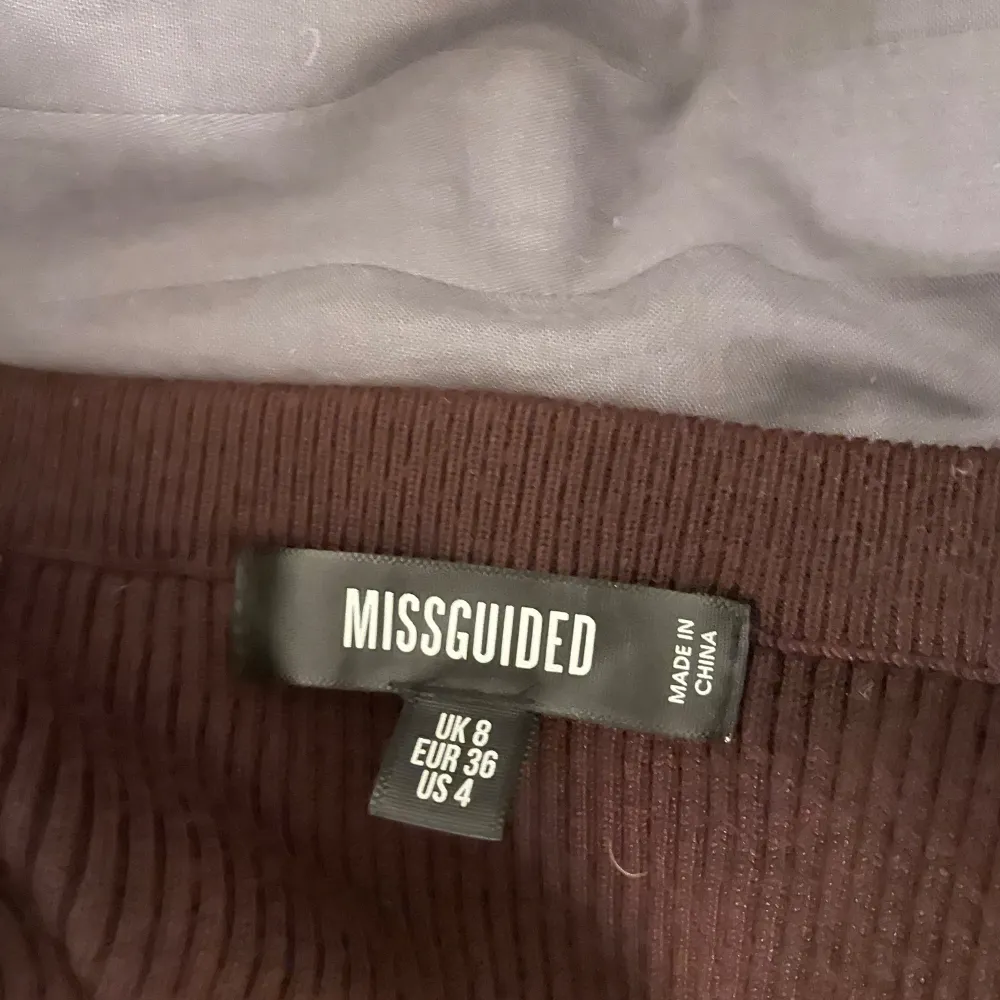 MISSGUIDED
MADE IN
CHINA
UK 8
EUR 36
US 4